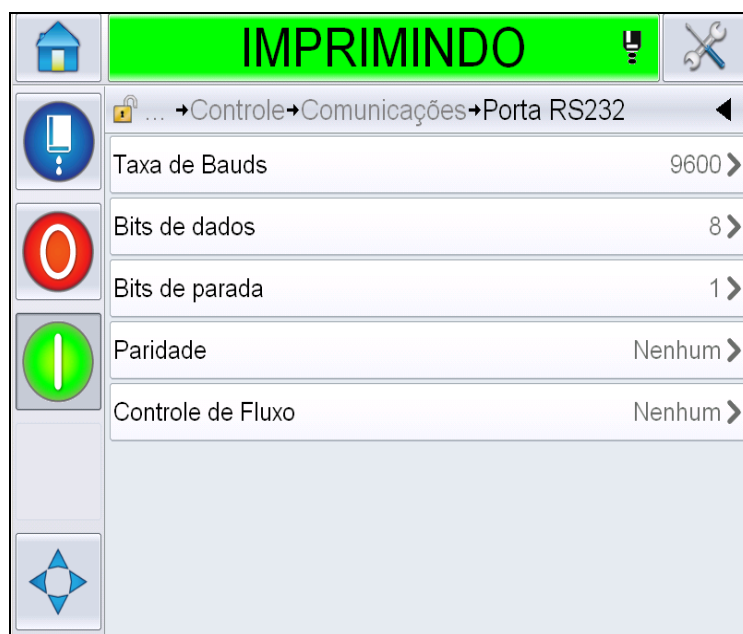 IMPRIMINDO
... →Controle→Comunicações→Porta RS232
Taxa de Bauds 9600
Bits de dados 8
Bits de parada 1
Paridade Nenhum
Controle de Fluxo Nenhum